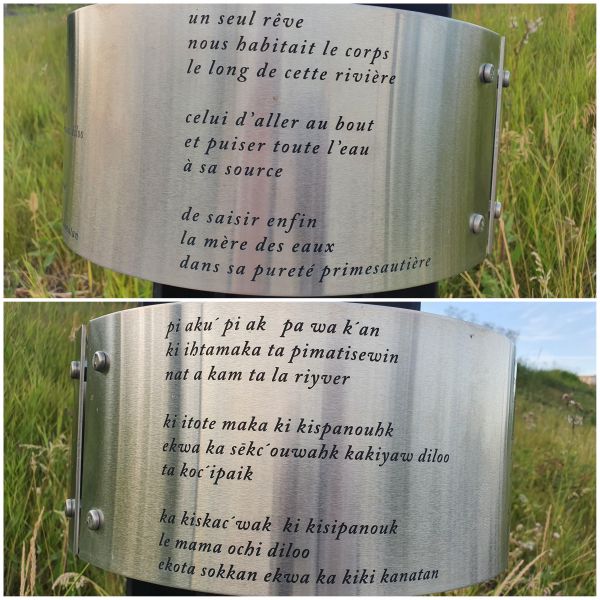 un seul rêve
nous habitait le corps
le long de cette rivière
celui d'aller au bout
et puiser toute l'eau
à sa source
de saisir enfin
la mère des eaux
dans sa pureté primesautière
pi aku´ pi ak pa wa k´an
ki ihtamaka ta pimatisewin
nat a kam ta la riyver
ki itote maka ki kispanouhk
ekwa ka sēkc´ouwahk kakiyaw diloo
ta koc´ipaik
ka kiskac´wak ki kisipanouk
le mama ochi diloo
ekota sokkan ekwa ka kiki kanatan